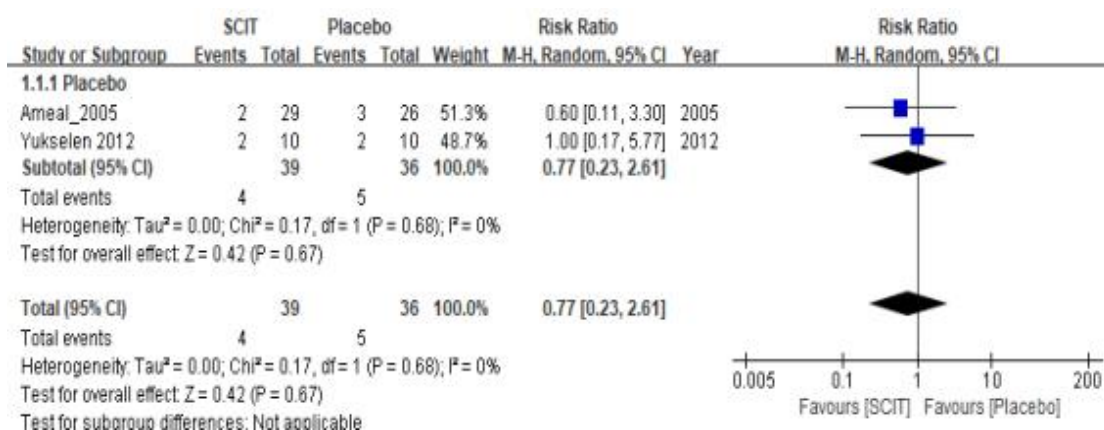 SCIT Placebo Risk Ratio Risk Ratio
Study or Subgroup Events Total Events Total Weight M-H, Random, 95% CI Year M-H, Random, 95% CI
1.1.1 Placebo
Ameal_2005 2 29 3 26 51.3% 0.60 [0.11, 3.30] 2005
Yukselen 2012 2 10 2 10 48.7% 1.00 [0.17, 5.77] 2012
Subtotal (95% CI) 39 36 100.0% 0.77 [0.23, 2.61]
Total events 4 5
Heterogeneity: Tau² = 0.00; Chi² = 0.17, df = 1 (P = 0.68); I² = 0%
Test for overall effect: Z = 0.42 (P = 0.67)
Total (95% CI) 39 36 100.0% 0.77 [0.23, 2.61]
Total events 4 5
Heterogeneity: Tau² = 0.00; Chi² = 0.17, df = 1 (P = 0.68); I² = 0%
Test for overall effect: Z = 0.42 (P = 0.67)
Test for subgroup differences: Not applicable
0.005 0.1 1 10 200
Favours [SCIT] Favours [Placebo]